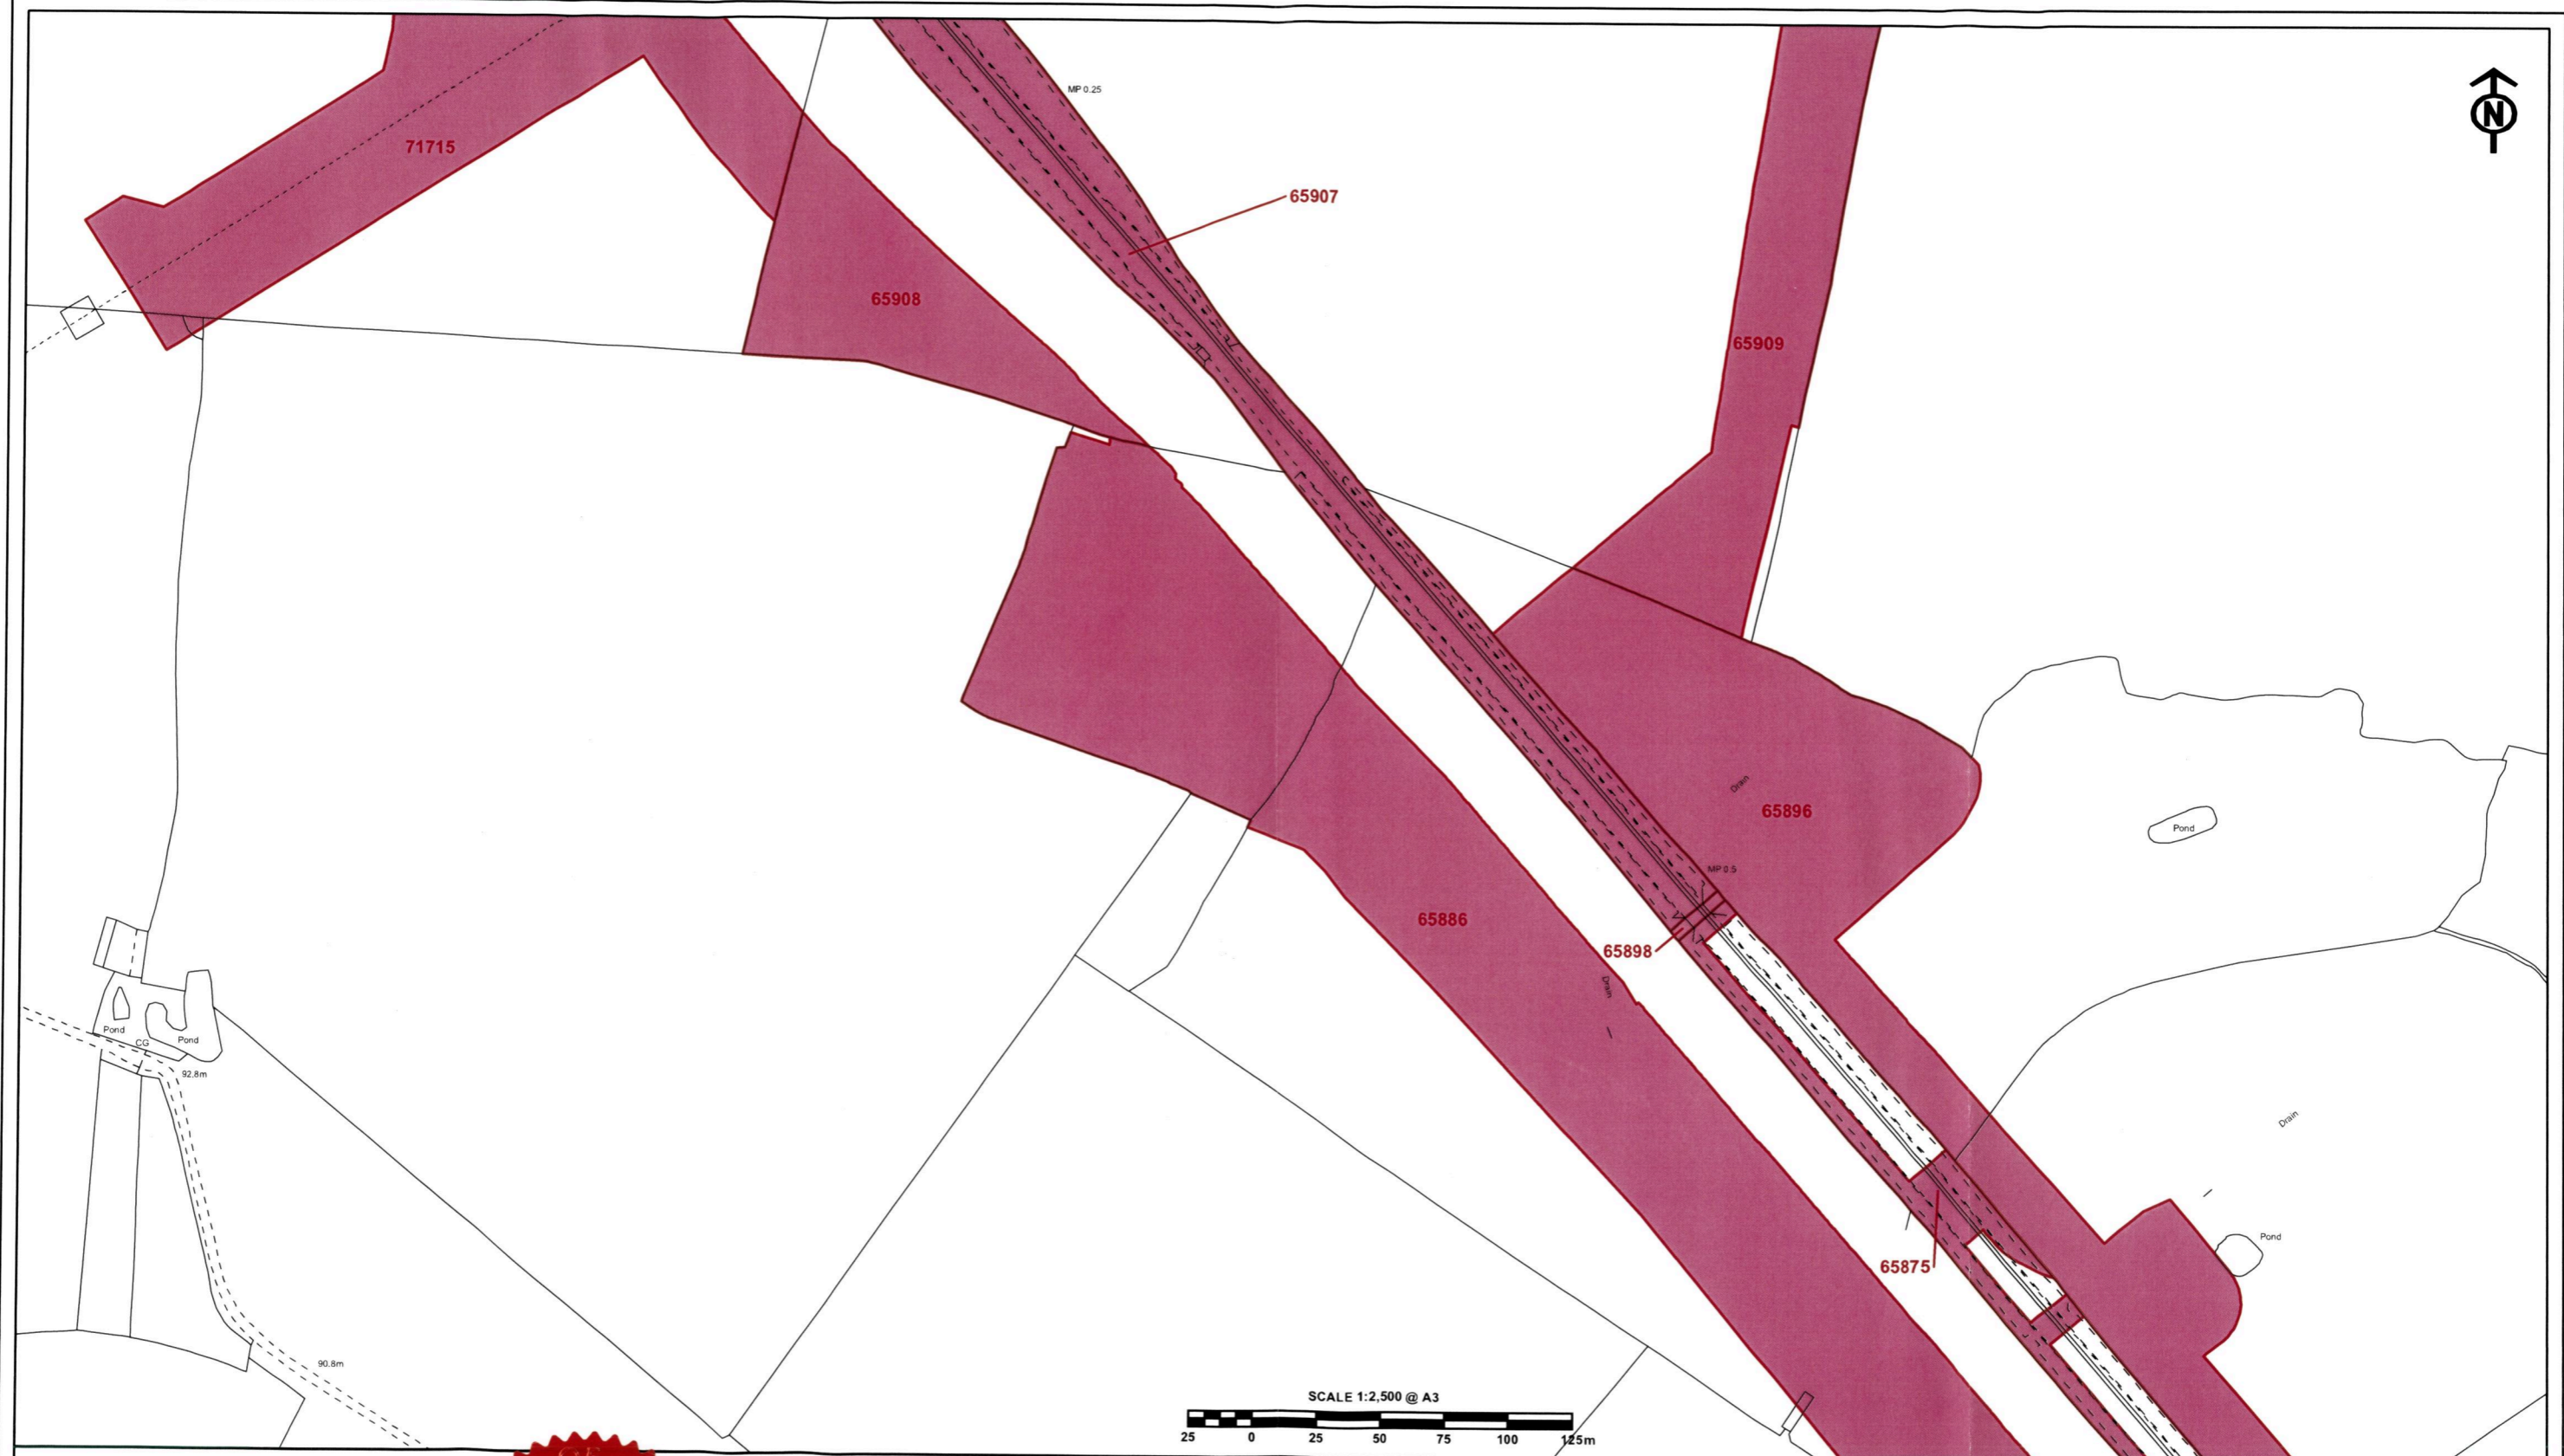 MP 0.25
N
71715
65907
65908
65909
Drain
65896
Pond
MP 0.5
65886
65898
Drain
Pond
CG
Pond
92.8m
Drain
Pond
65875
90.8m
SCALE 1:2,500 @ A3
25 0 25 50 75 100 125m